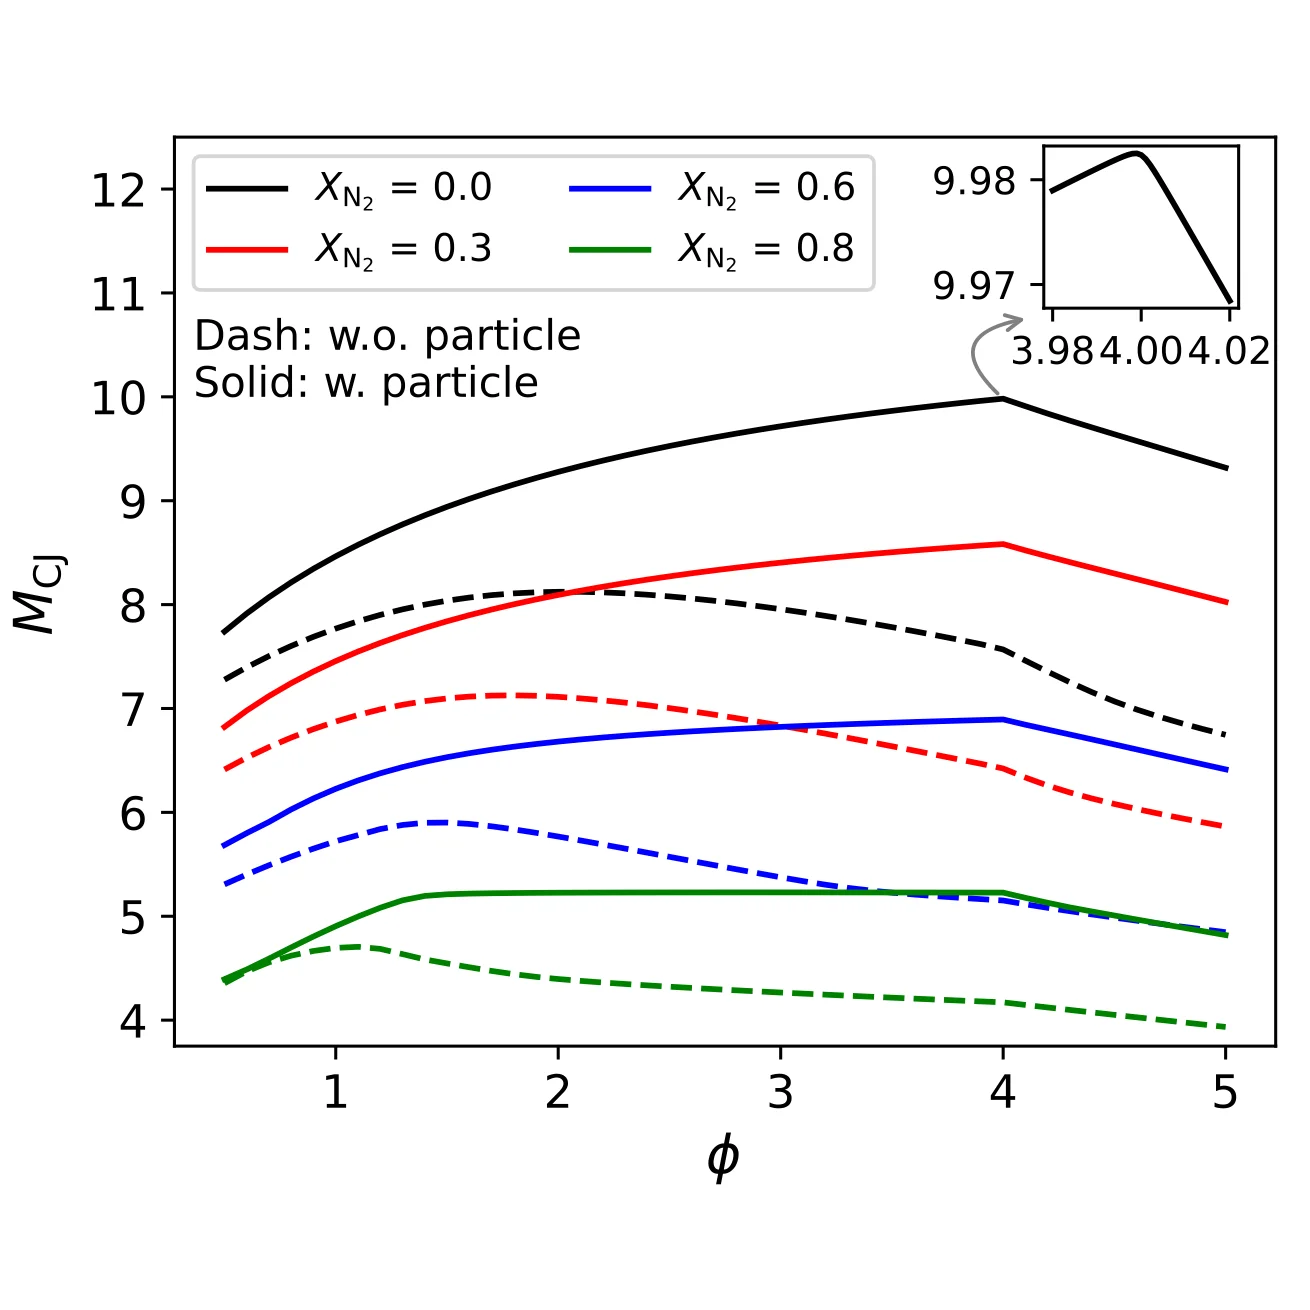 X_N₂ = 0.0
X_N₂ = 0.6
X_N₂ = 0.3
X_N₂ = 0.8
Dash: w.o. particle
Solid: w. particle
9.98
9.97
3.98 4.00 4.02
12
11
10
9
8
7
6
5
4
M_CJ
1 2 3 4 5
ϕ